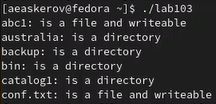 [aeaskerov@fedora ~]$ ./lab103
abc1: is a file and writeable
australia: is a directory
backup: is a directory
bin: is a directory
catalog1: is a directory
conf.txt: is a file and writeable